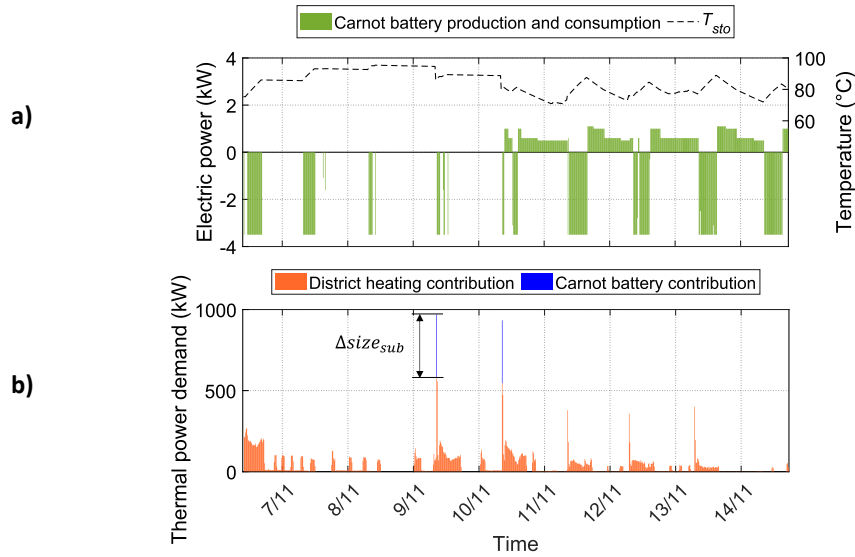 Carnot battery production and consumption T_sto
a)
Electric power (kW)
4
2
0
-2
-4
100
80
60
Temperature (°C)
District heating contribution Carnot battery contribution
b)
Thermal power demand (kW)
1000
500
0
Δsize_sub
7/11
8/11
9/11
10/11
11/11
12/11
13/11
14/11
Time